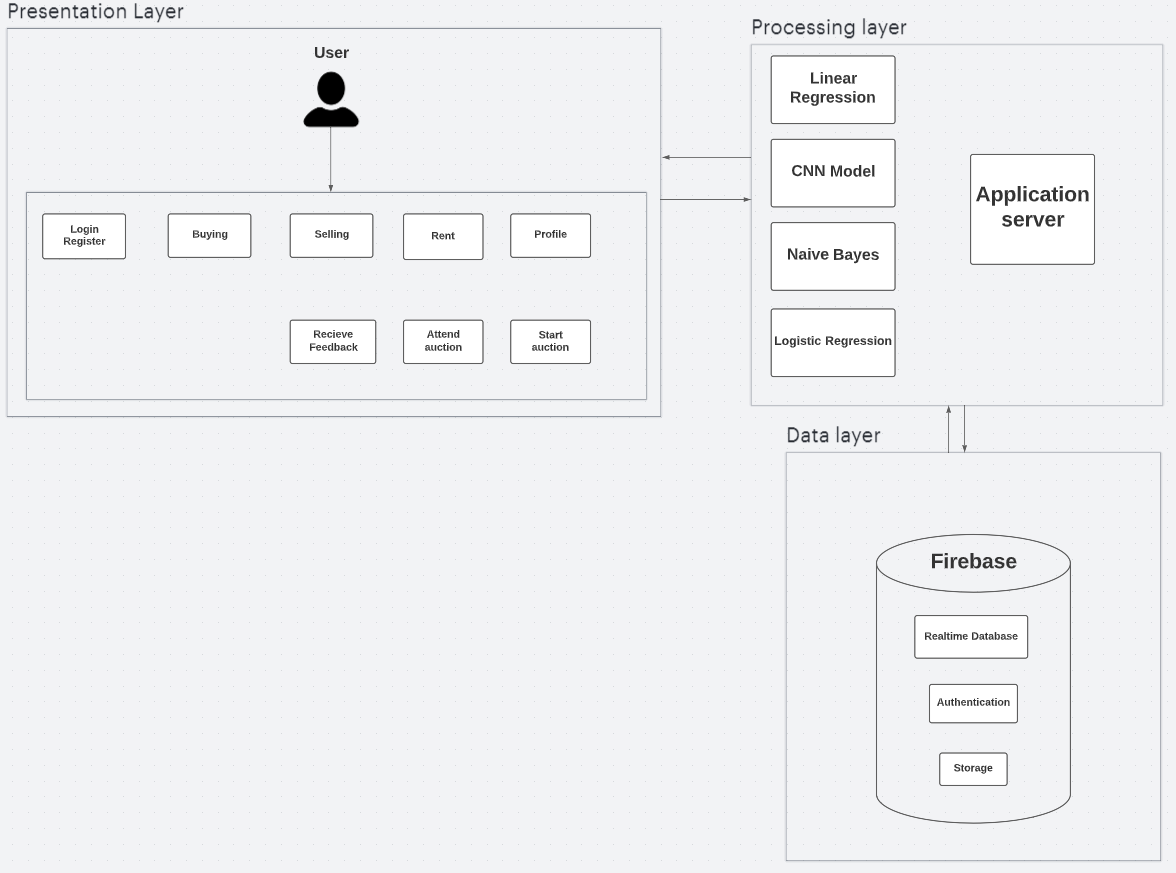 Presentation Layer
User
Login
Register
Buying
Selling
Rent
Profile
Recieve
Feedback
Attend
auction
Start
auction
Processing layer
Linear
Regression
CNN Model
Naive Bayes
Logistic Regression
Application
server
Data layer
Firebase
Realtime Database
Authentication
Storage